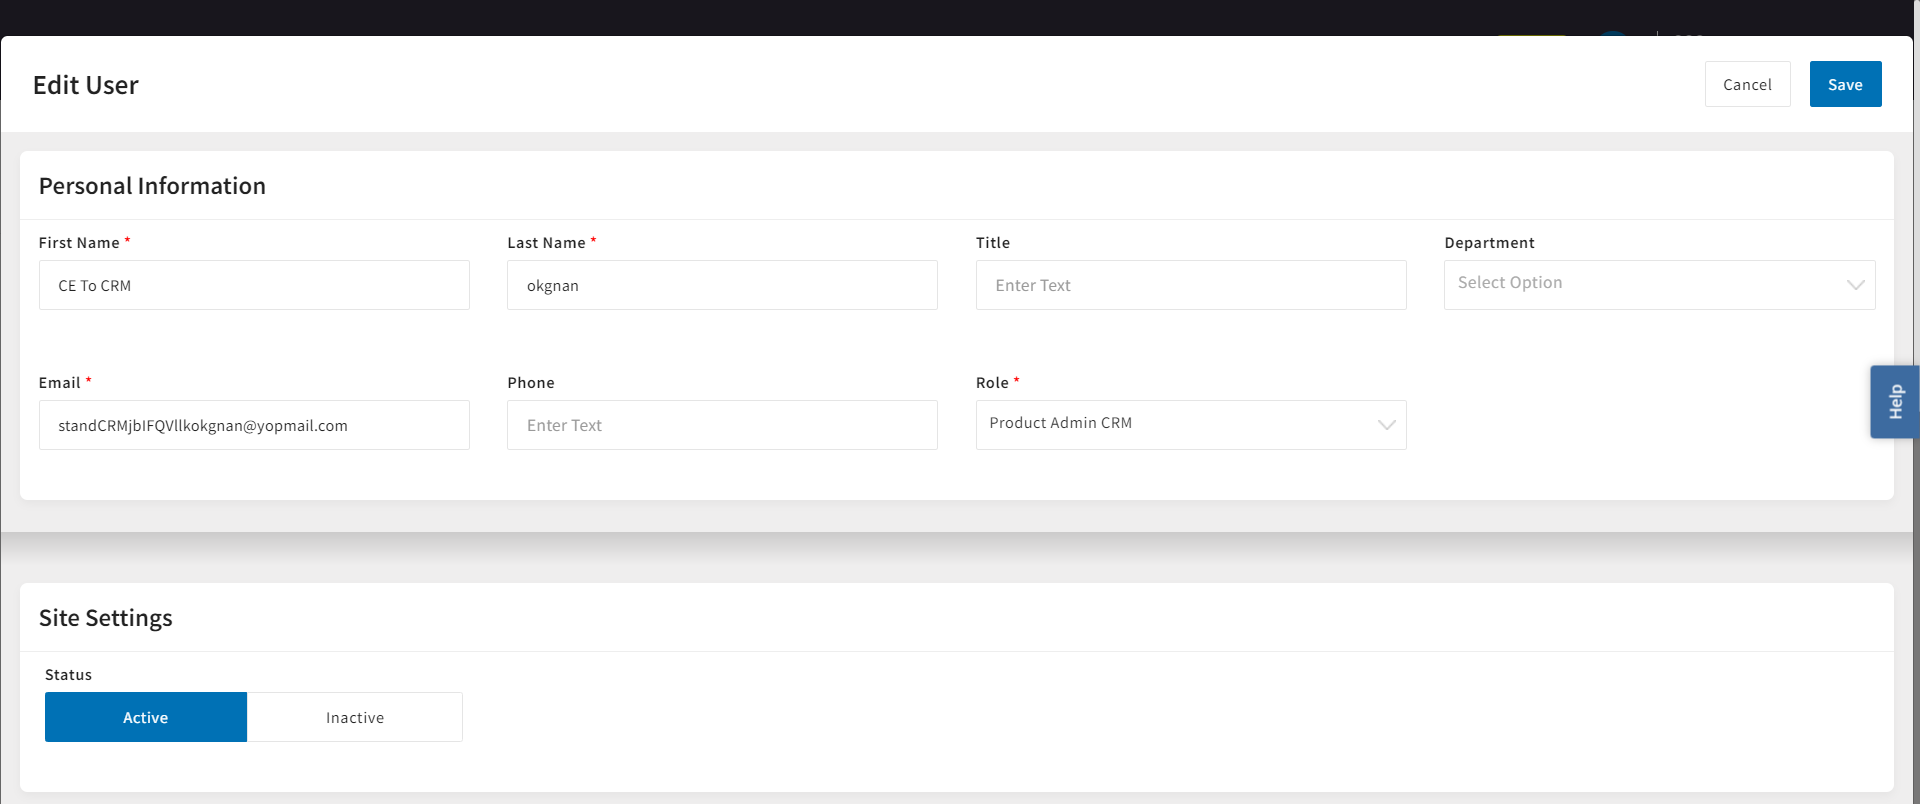 Edit User
Cancel
Save
Personal Information
First Name *
Last Name *
Title
Department
CE To CRM
okgnan
Enter Text
Select Option
Email *
Phone
Role *
standCRMjbIFQVllkokgnan@yopmail.com
Enter Text
Product Admin CRM
Help
Site Settings
Status
Active
Inactive